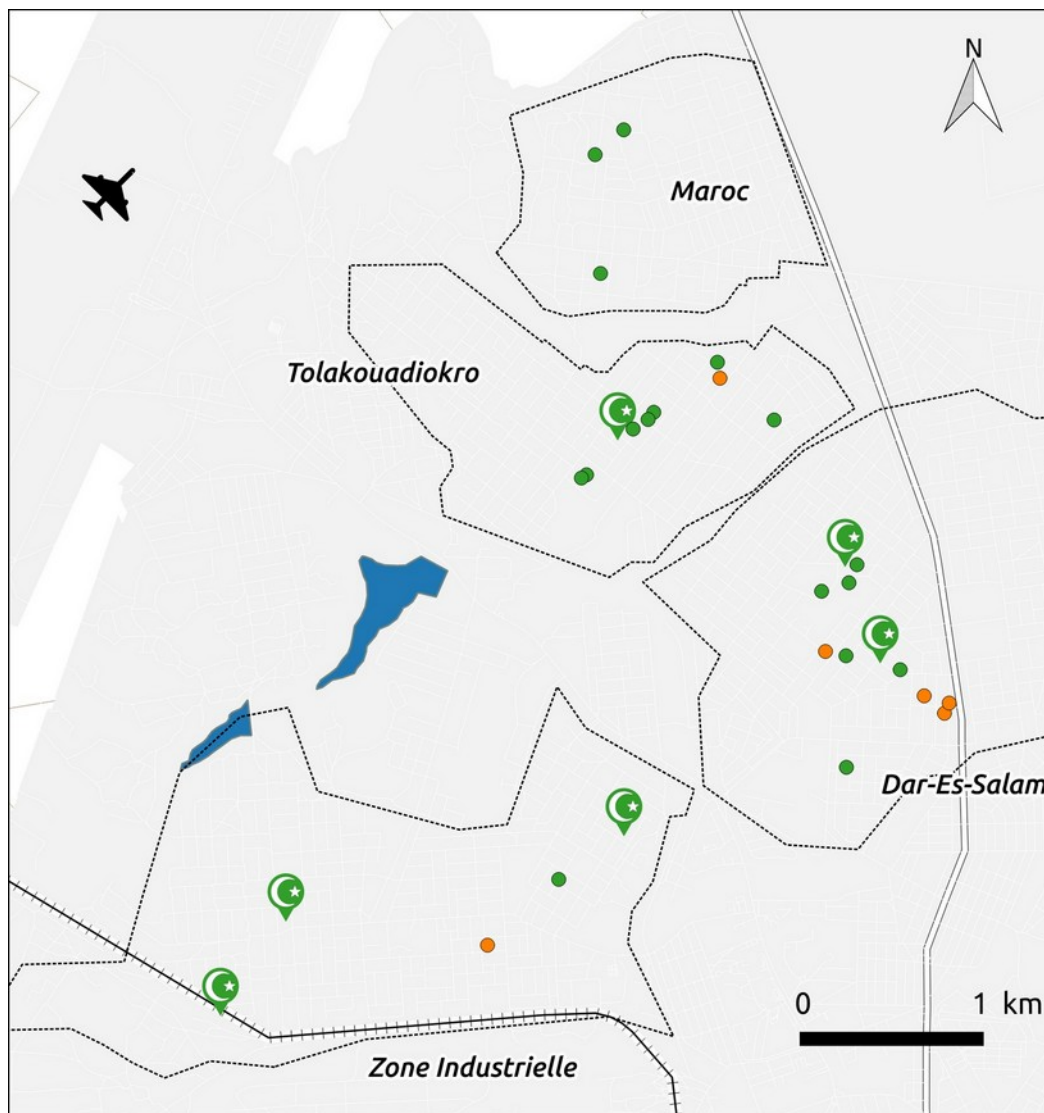 N
Maroc
Tolakouadiokro
Dar-Es-Salam
0 1 km
Zone Industrielle